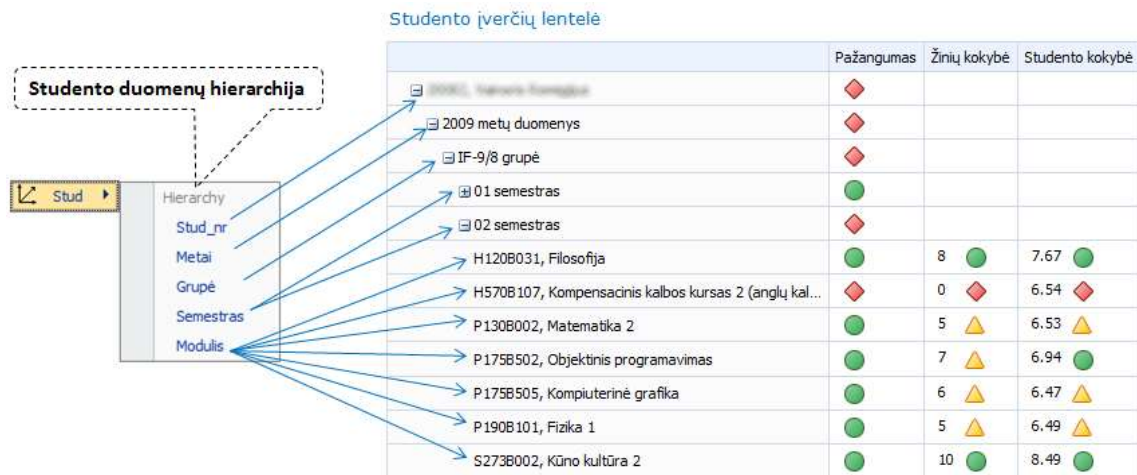 Studento įverčių lentelė
Pažangumas Žinių kokybė Studento kokybė
Studento duomenų hierarchija
2009 metų duomenys
IF-9/8 grupė
Stud
Hierarchy
Stud_nr
Metai
Grupė
Semestras
Modulis
01 semestras
02 semestras
H120B031, Filosofija 8 7.67
H570B107, Kompensacinis kalbos kursas 2 (anglų kal... 0 6.54
P130B002, Matematika 2 5 6.53
P175B502, Objektinis programavimas 7 6.94
P175B505, Kompiuterinė grafika 6 6.47
P190B101, Fizika 1 5 6.49
S273B002, Kūno kultūra 2 10 8.49